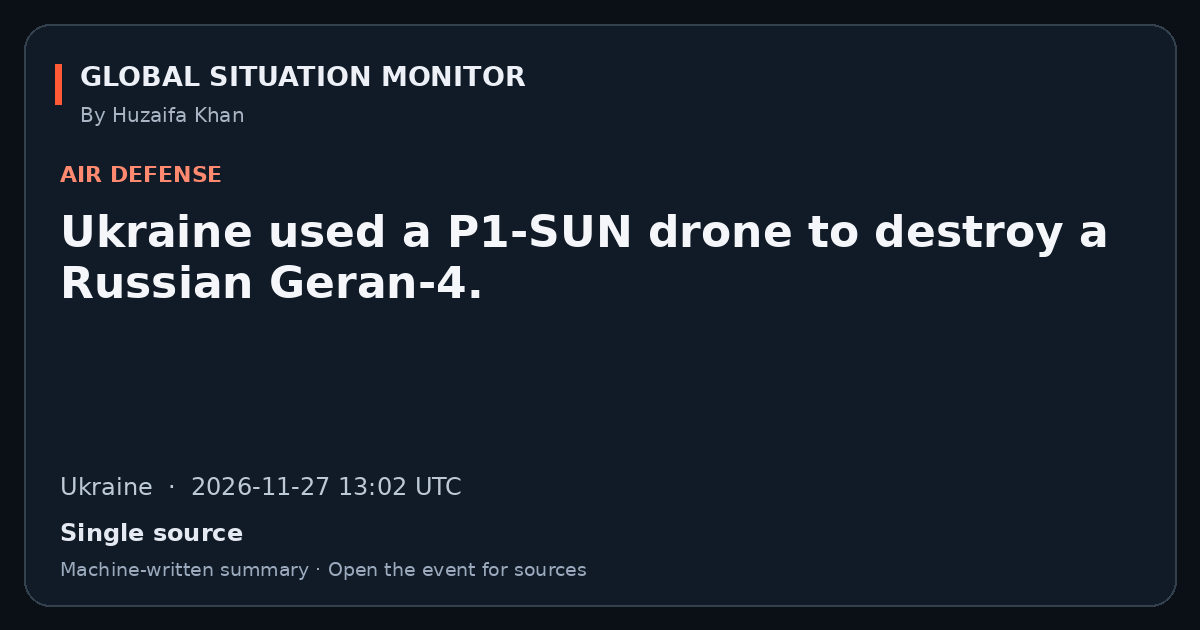 GLOBAL SITUATION MONITOR
By Huzaifa Khan
AIR DEFENSE
Ukraine used a P1-SUN drone to destroy a
Russian Geran-4.
Ukraine · 2026-11-27 13:02 UTC
Single source
Machine-written summary · Open the event for sources